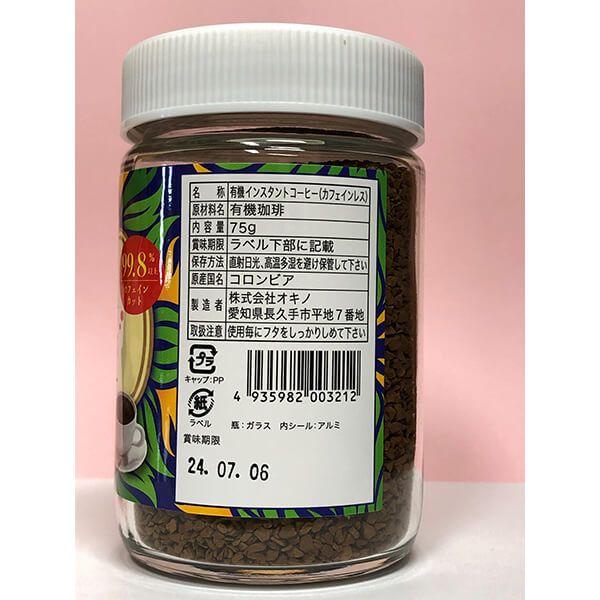 99.8%
以上
カフェイン
カット
名 称 有機インスタントコーヒー(カフェインレス)
原材料名 有機珈琲
内 容 量 75g
賞味期限 ラベル下部に記載
保存方法 直射日光、高温多湿を避け保管して下さい
原産国名 コロンビア
製 造 者 株式会社オキノ
愛知県長久手市平地7番地
取扱注意 使用毎にフタをしっかりしめて下さい
プラ
キャップ:PP
紙
ラベル
4 935982 003212
瓶:ガラス 内シール:アルミ
賞味期限
24.07.06